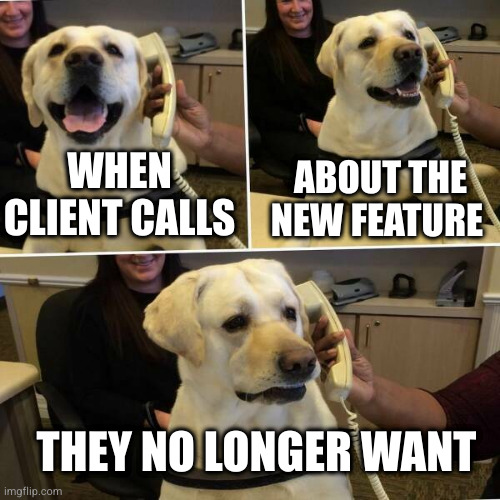 WHEN
CLIENT CALLS
ABOUT THE
NEW FEATURE
THEY NO LONGER WANT
imgflip.com